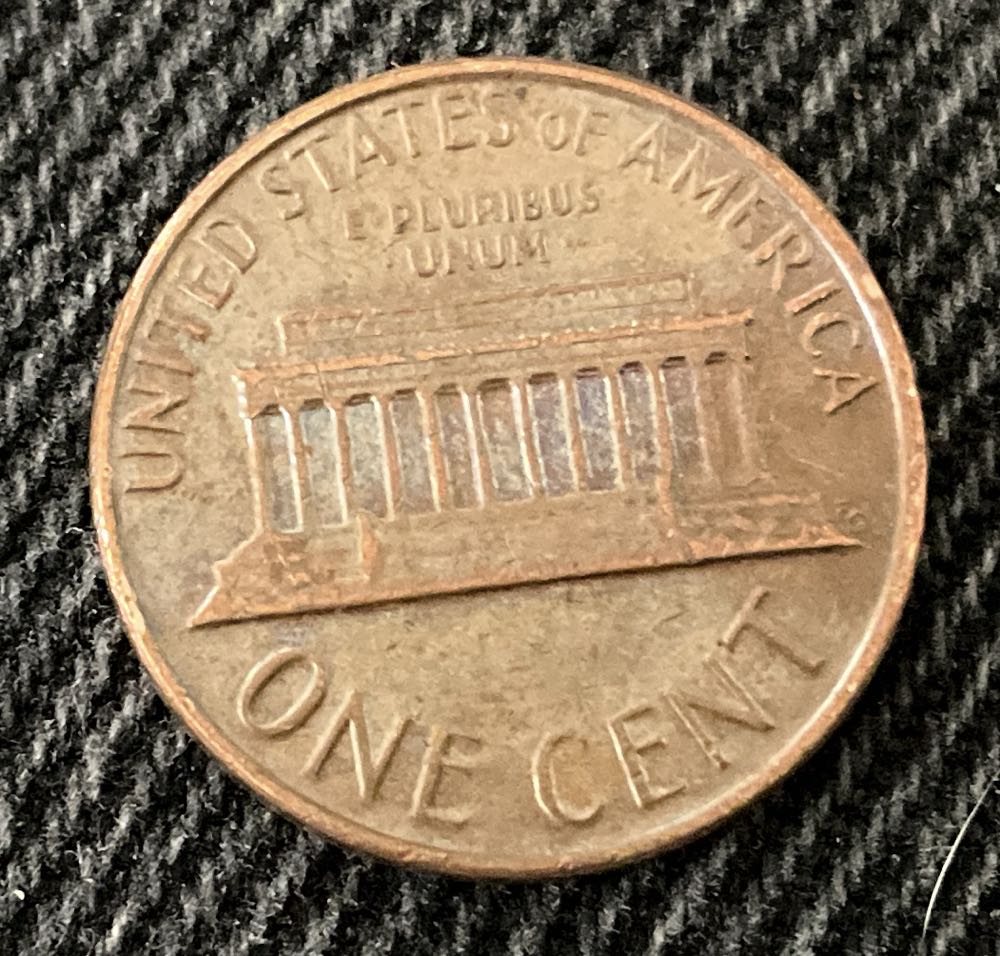 UNITED STATES OF AMERICA
E PLURIBUS
UNUM
ONE CENT